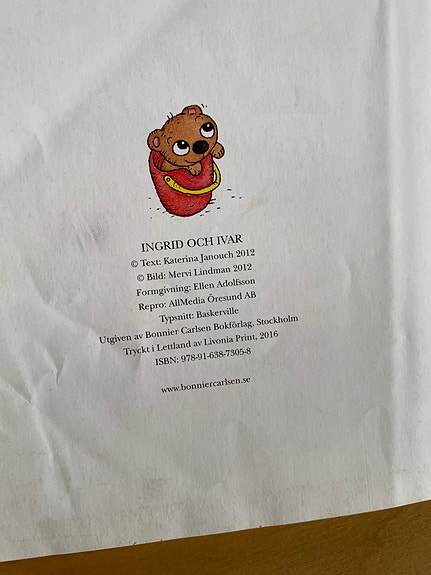 INGRID OCH IVAR
© Text: Katerina Janouch 2012
© Bild: Mervi Lindman 2012
Formgivning: Ellen Adolfsson
Repro: AllMedia Öresund AB
Typsnitt: Baskerville
Utgiven av Bonnier Carlsen Bokförlag, Stockholm
Tryckt i Lettland av Livonia Print, 2016
ISBN: 978-91-638-7305-8
www.bonniercarlsen.se